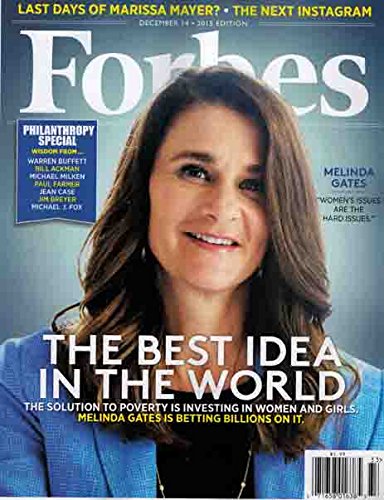 LAST DAYS OF MARISSA MAYER? • THE NEXT INSTAGRAM
DECEMBER 14 • 2015 EDITION
Forbes
PHILANTHROPY
SPECIAL
WISDOM FROM...
WARREN BUFFETT
BILL ACKMAN
MICHAEL MILKEN
PAUL FARMER
JEAN CASE
JIM BREYER
MICHAEL J. FOX
MELINDA
GATES
"WOMEN'S ISSUES
ARE THE
HARD ISSUES."
THE BEST IDEA
IN THE WORLD
THE SOLUTION TO POVERTY IS INVESTING IN WOMEN AND GIRLS.
MELINDA GATES IS BETTING BILLIONS ON IT.